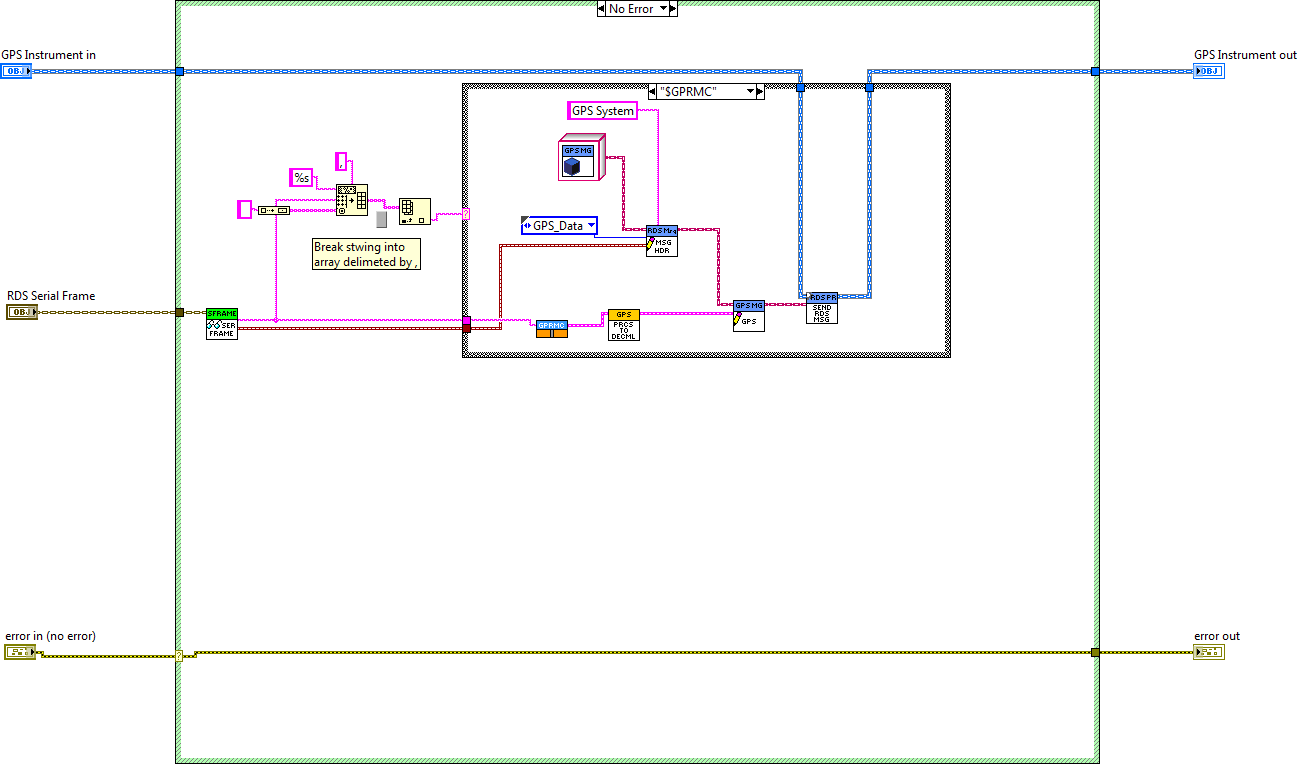 No Error
GPS Instrument in
GPS Instrument out
OBJ
OBJ
"$GPRMC"
GPS System
GPS MG
,
%s
GPS_Data
RDS Msg
MSG
HDR
Break stwing into
array delimeted by ,
RDS Serial Frame
OBJ
SFRAME
SER
FRAME
GPRMC
GPS
PRCS
TO
DECML
GPS MG
GPS
RDS PR
SEND
RDS
MSG
error in (no error)
error out
?
?